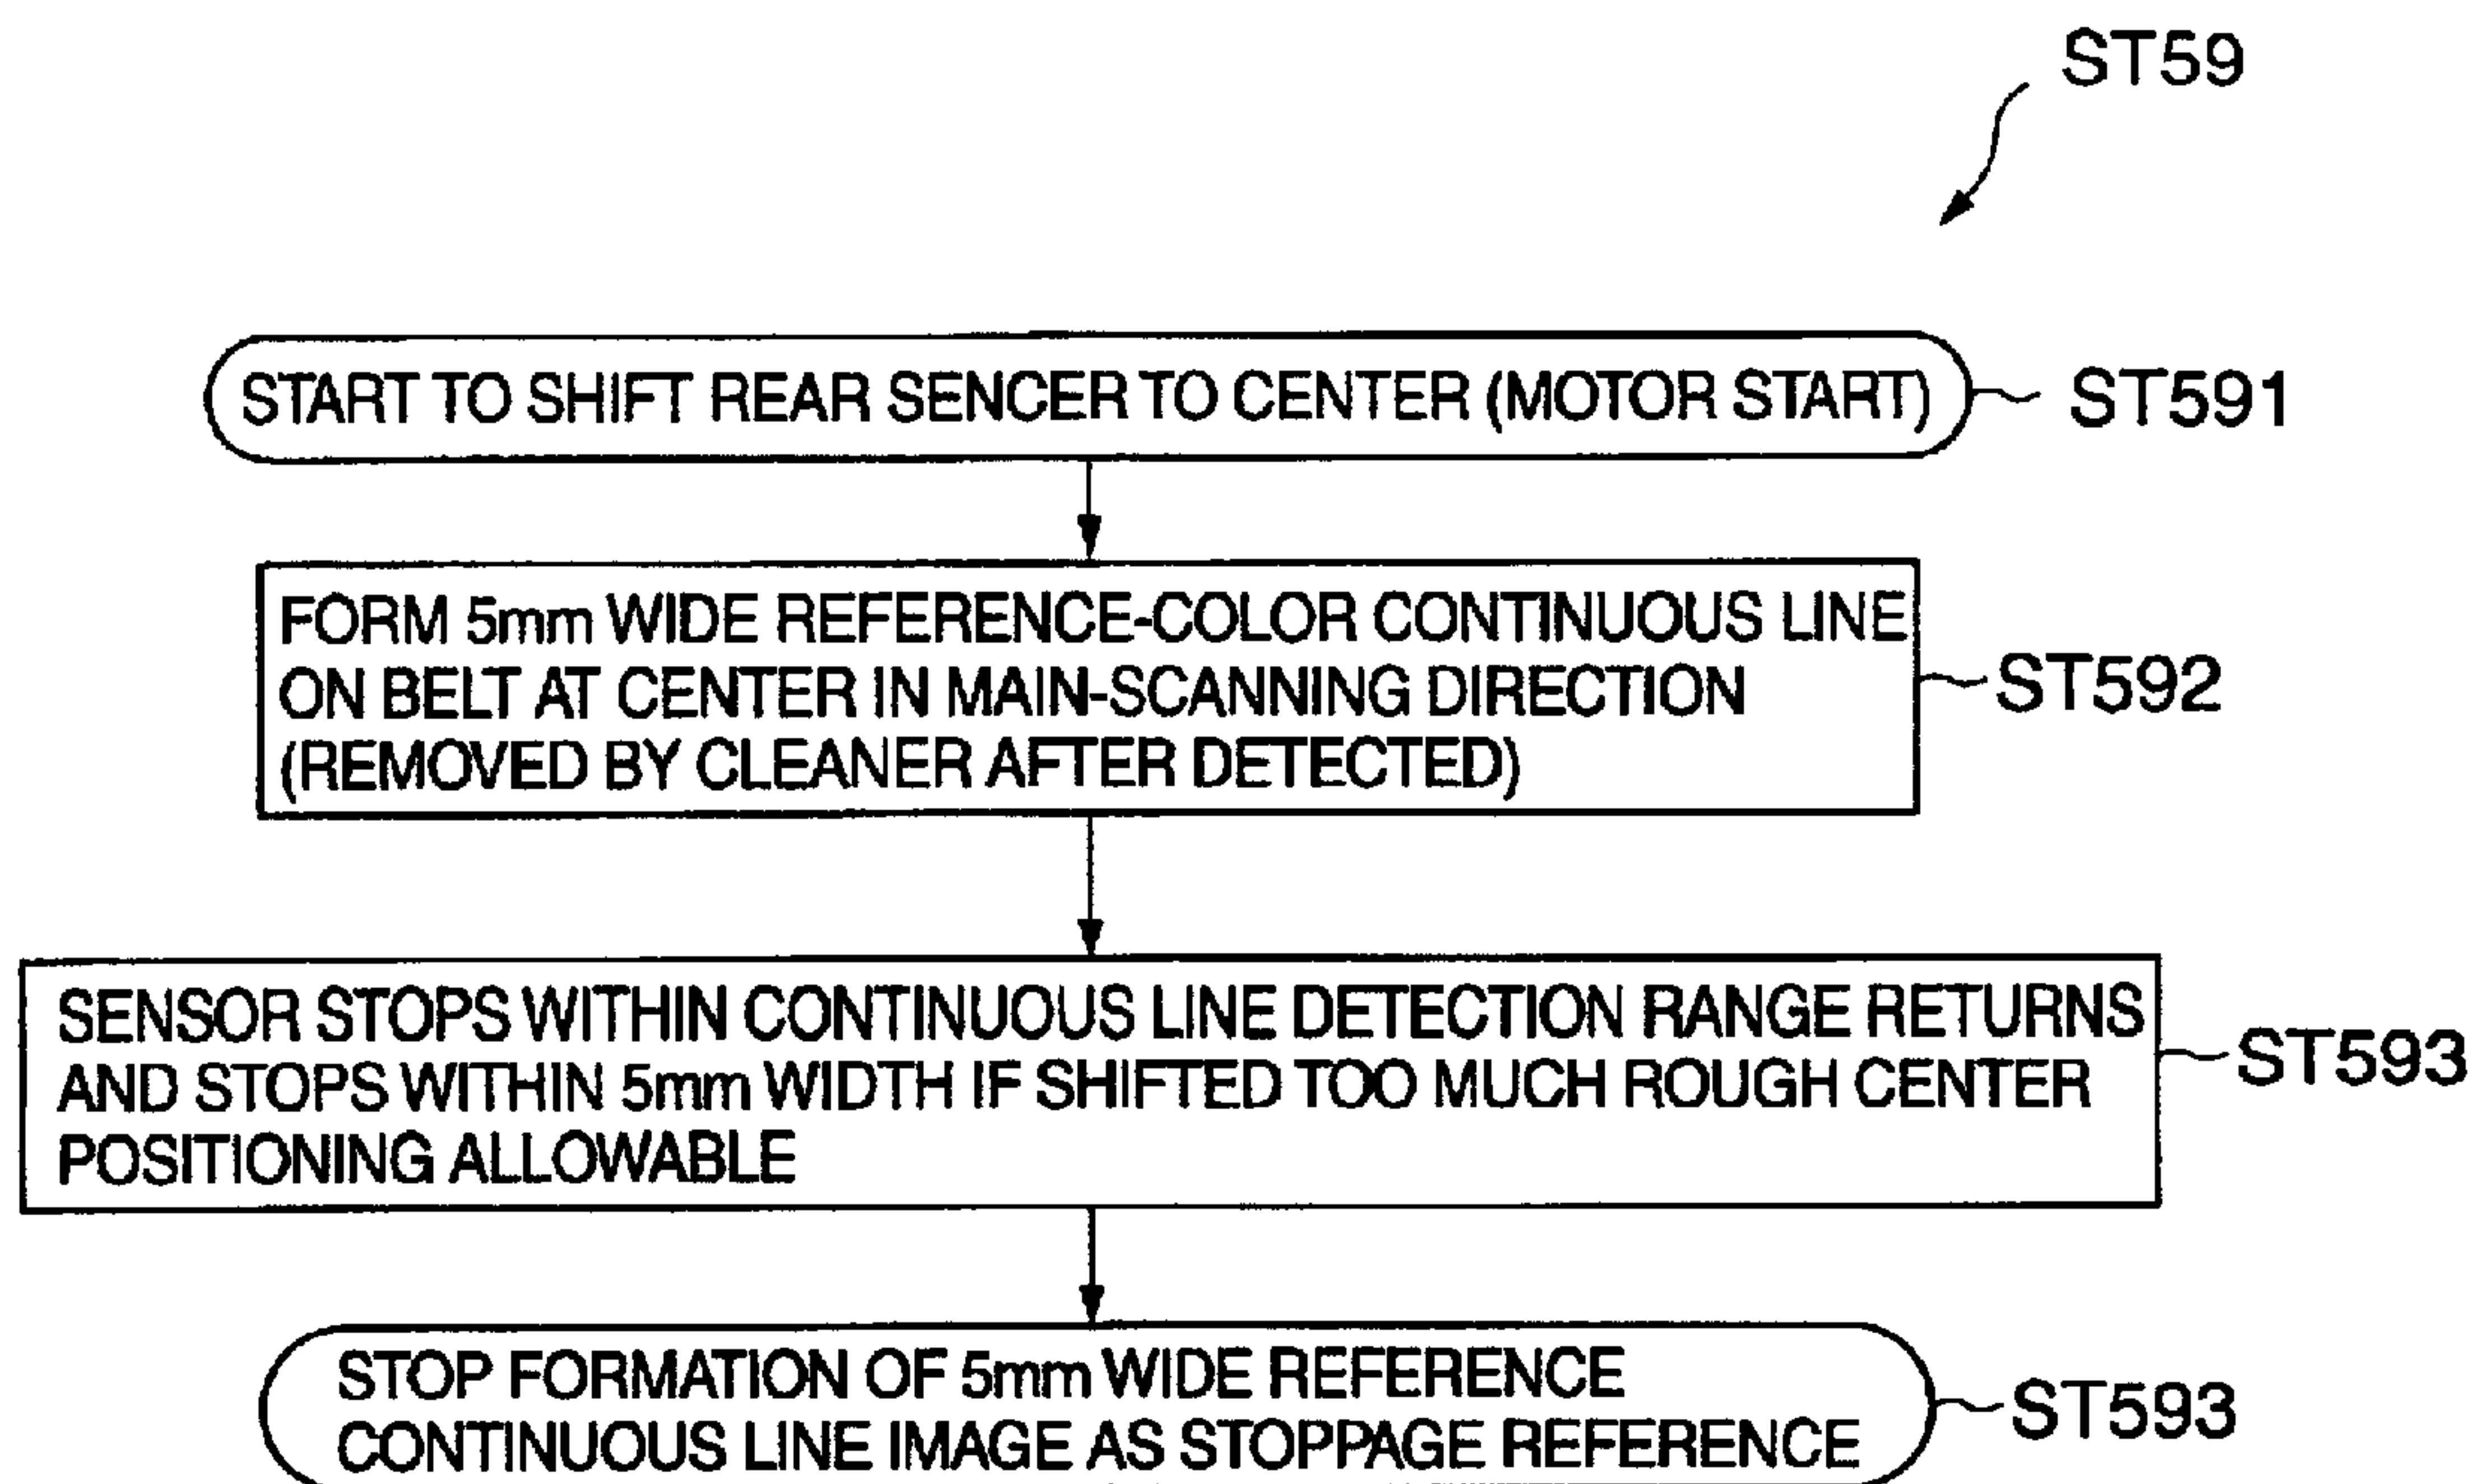 ST59
START TO SHIFT REAR SENCER TO CENTER (MOTOR START)
ST591
FORM 5mm WIDE REFERENCE-COLOR CONTINUOUS LINE
ON BELT AT CENTER IN MAIN-SCANNING DIRECTION
(REMOVED BY CLEANER AFTER DETECTED)
ST592
SENSOR STOPS WITHIN CONTINUOUS LINE DETECTION RANGE RETURNS
AND STOPS WITHIN 5mm WIDTH IF SHIFTED TOO MUCH ROUGH CENTER
POSITIONING ALLOWABLE
ST593
STOP FORMATION OF 5mm WIDE REFERENCE
CONTINUOUS LINE IMAGE AS STOPPAGE REFERENCE
ST593